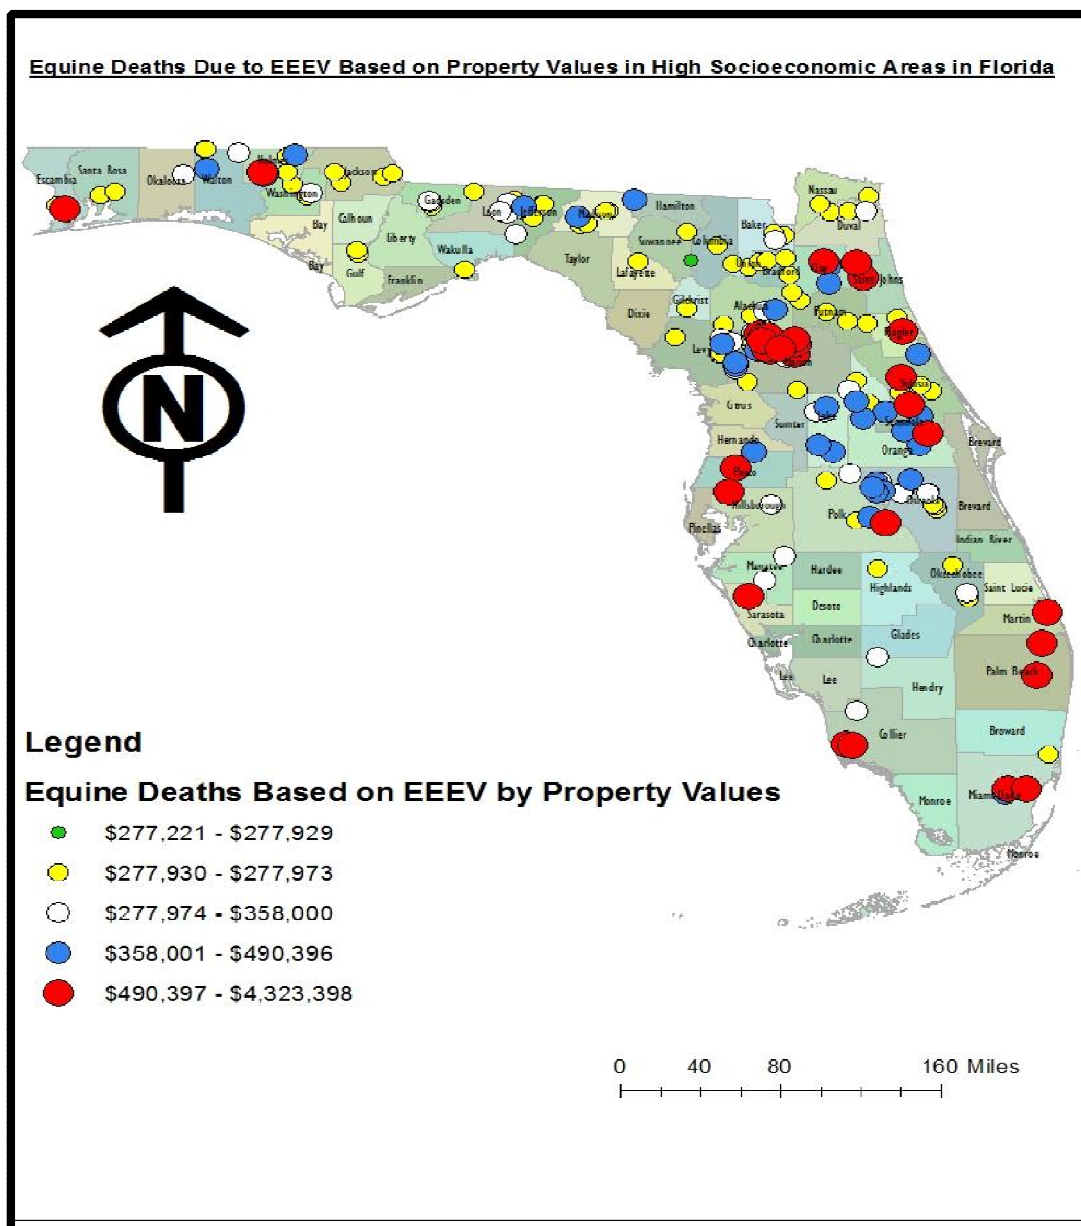 Equine Deaths Due to EEEV Based on Property Values in High Socioeconomic Areas in Florida
Escambia
Santa Rosa
Okaloosa
Walton
Washington
Jackson
Bay
Calhoun
Bay
Gulf
Liberty
Franklin
Gadsden
Leon
Wakulla
Jefferson
Madison
Taylor
Hamilton
Suwannee
Lafayette
Dixie
Columbia
Gilchrist
Baker
Union
Bradford
Nassau
Duval
Clay
Saint Johns
Alachua
Putnam
Flagler
Levy
Marion
Volusia
Citrus
Sumter
Lake
Seminole
Orange
Hernando
Pasco
Brevard
Hillsborough
Pinellas
Polk
Osceola
Brevard
Indian River
Manatee
Hardee
Highlands
Okeechobee
Saint Lucie
Sarasota
Desoto
Martin
Charlotte
Charlotte
Glades
Lee
Lee
Hendry
Palm Beach
Collier
Broward
Monroe
Miami-Dade
Monroe
N
Legend
Equine Deaths Based on EEEV by Property Values
$277,221 - $277,929
$277,930 - $277,973
$277,974 - $358,000
$358,001 - $490,396
$490,397 - $4,323,398
0 40 80 160 Miles